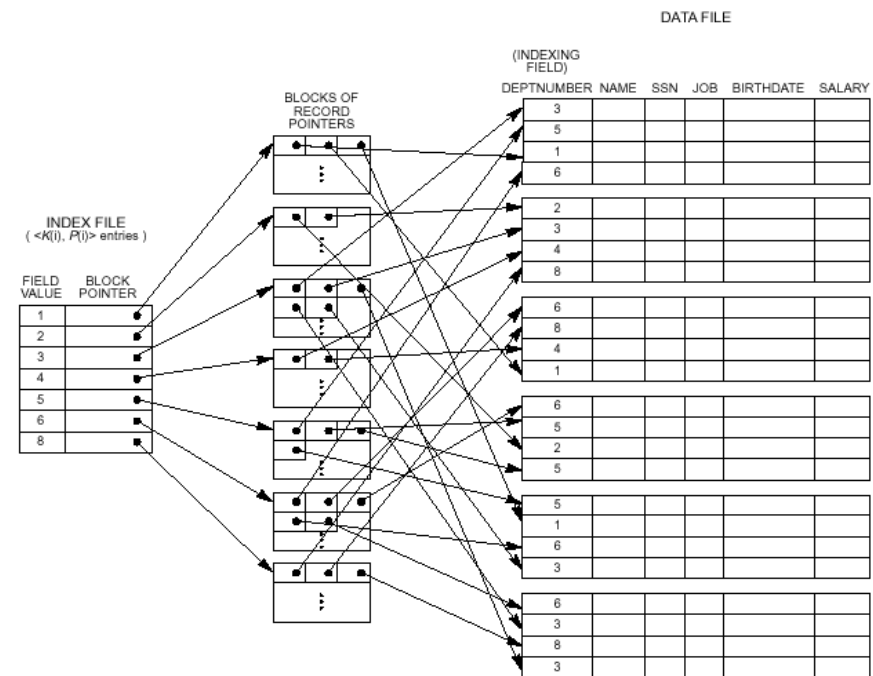 DATA FILE
(INDEXING
FIELD)
DEPTNUMBER NAME SSN JOB BIRTHDATE SALARY
BLOCKS OF
RECORD
POINTERS
INDEX FILE
( <K(i), P(i)> entries )
FIELD
VALUE
BLOCK
POINTER
1
2
3
4
5
6
8
3
5
1
6
2
3
4
8
6
8
4
1
6
5
2
5
5
1
6
3
6
3
8
3